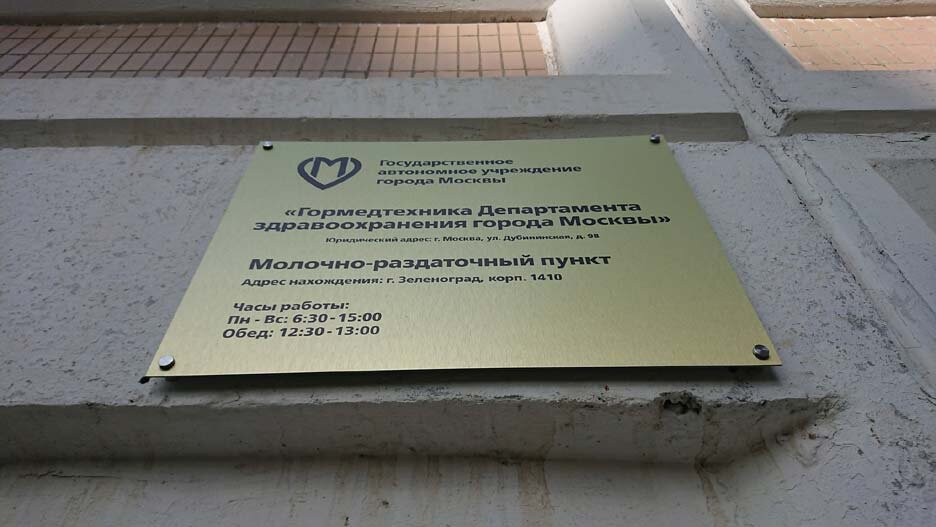 М
Государственное
автономное учреждение
города Москвы
«Гормедтехника Департамента
здравоохранения города Москвы»
Юридический адрес: г. Москва, ул. Дубининская, д. 98
Молочно-раздаточный пункт
Адрес нахождения: г. Зеленоград, корп. 1410
Часы работы:
Пн - Вс: 6:30 - 15:00
Обед: 12:30 - 13:00